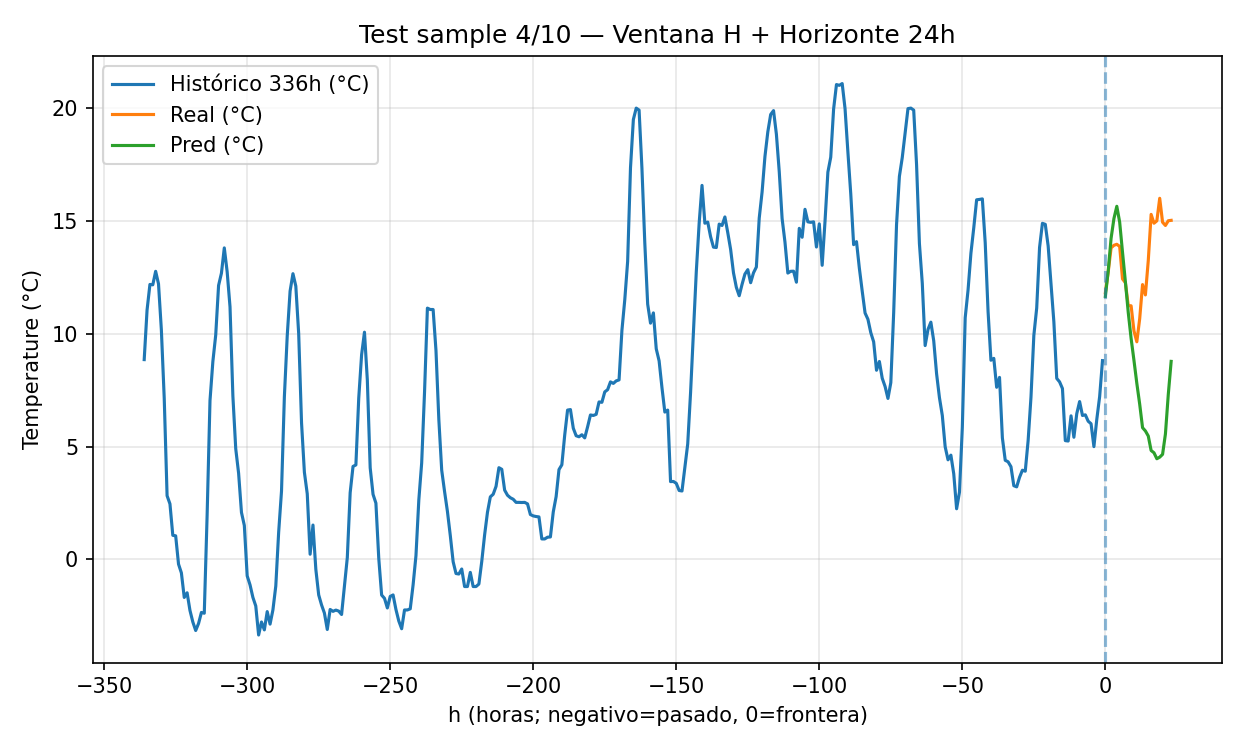 Test sample 4/10 — Ventana H + Horizonte 24h
Histórico 336h (°C)
Real (°C)
Pred (°C)
Temperature (°C)
20
15
10
5
0
−350 −300 −250 −200 −150 −100 −50 0
h (horas; negativo=pasado, 0=frontera)